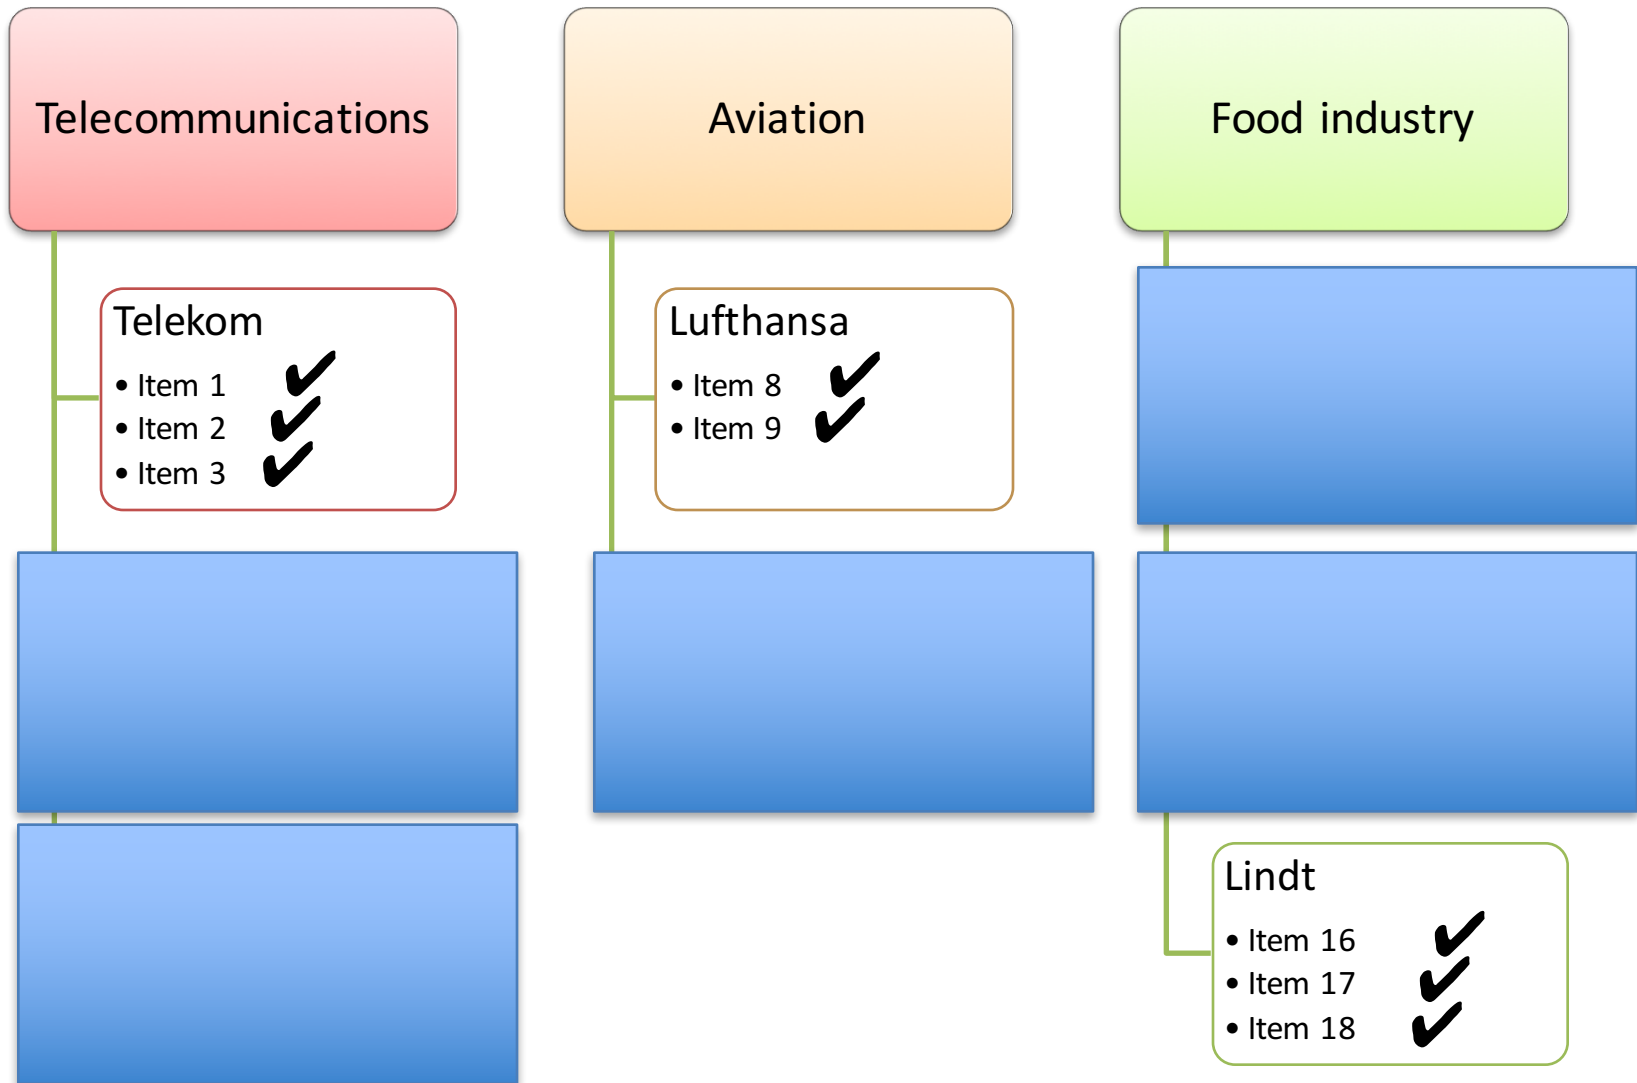 Telecommunications
Telekom
• Item 1 ✔
• Item 2 ✔
• Item 3 ✔
Aviation
Lufthansa
• Item 8 ✔
• Item 9 ✔
Food industry
Lindt
• Item 16 ✔
• Item 17 ✔
• Item 18 ✔